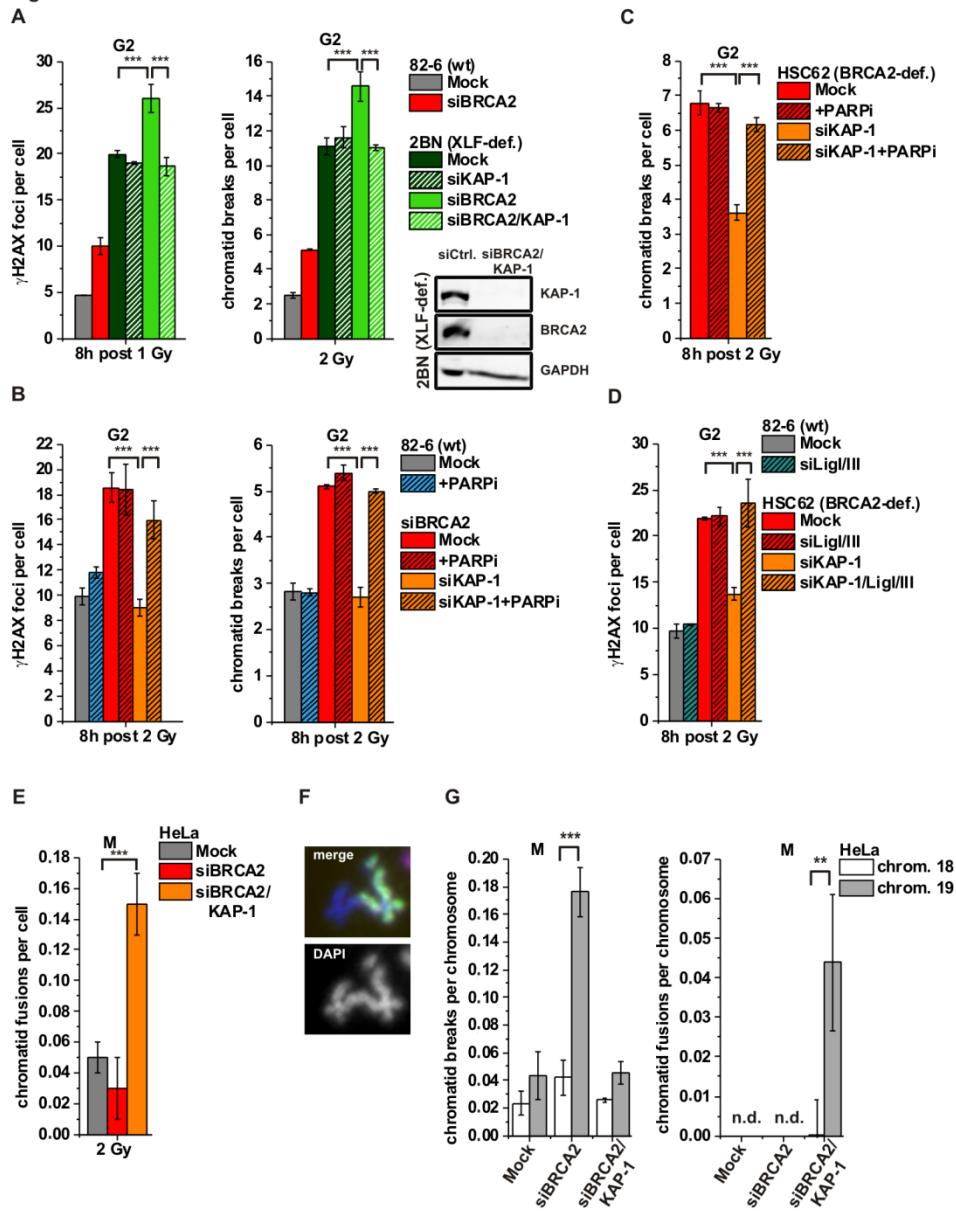 A
G2
***
***
γH2AX foci per cell
30
25
20
15
10
5
0
8h post 1 Gy
G2
***
***
chromatid breaks per cell
16
14
12
10
8
6
4
2
0
2 Gy
82-6 (wt)
Mock
siBRCA2
2BN (XLF-def.)
Mock
siKAP-1
siBRCA2
siBRCA2/KAP-1
siCtrl. siBRCA2/
KAP-1
2BN (XLF-def.)
KAP-1
BRCA2
GAPDH
C
G2
***
***
chromatid breaks per cell
8
7
6
5
4
3
2
1
0
8h post 2 Gy
HSC62 (BRCA2-def.)
Mock
+PARPi
siKAP-1
siKAP-1+PARPi
B
G2
***
***
γH2AX foci per cell
22
20
18
16
14
12
10
8
6
4
2
0
8h post 2 Gy
G2
***
***
chromatid breaks per cell
6
5
4
3
2
1
0
8h post 2 Gy
82-6 (wt)
Mock
+PARPi
siBRCA2
Mock
+PARPi
siKAP-1
siKAP-1+PARPi
D
G2
***
***
γH2AX foci per cell
30
25
20
15
10
5
0
8h post 2 Gy
82-6 (wt)
Mock
siLigI/III
HSC62 (BRCA2-def.)
Mock
siLigI/III
siKAP-1
siKAP-1/LigI/III
E
M
***
chromatid fusions per cell
0.18
0.16
0.14
0.12
0.10
0.08
0.06
0.04
0.02
0.00
2 Gy
HeLa
Mock
siBRCA2
siBRCA2/
KAP-1
F
merge
DAPI
G
M
***
chromatid breaks per chromosome
0.20
0.18
0.16
0.14
0.12
0.10
0.08
0.06
0.04
0.02
0.00
Mock
siBRCA2
siBRCA2/
KAP-1
M
**
chromatid fusions per chromosome
0.07
0.06
0.05
0.04
0.03
0.02
0.01
0.00
n.d.
n.d.
Mock
siBRCA2
siBRCA2/
KAP-1
HeLa
chrom. 18
chrom. 19